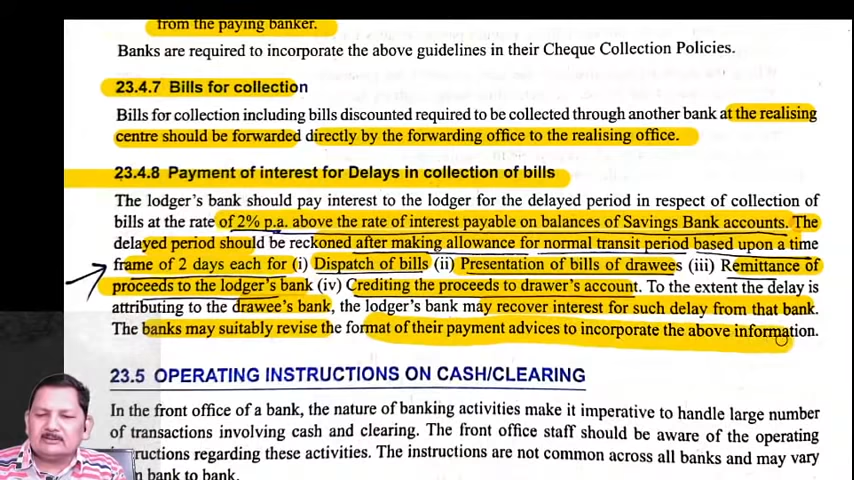 from the paying banker.
Banks are required to incorporate the above guidelines in their Cheque Collection Policies.
23.4.7 Bills for collection
Bills for collection including bills discounted required to be collected through another bank at the realising
centre should be forwarded directly by the forwarding office to the realising office.
23.4.8 Payment of interest for Delays in collection of bills
The lodger's bank should pay interest to the lodger for the delayed period in respect of collection of
bills at the rate of 2% p.a. above the rate of interest payable on balances of Savings Bank accounts. The
delayed period should be reckoned after making allowance for normal transit period based upon a time
frame of 2 days each for (i) Dispatch of bills (ii) Presentation of bills of drawees (iii) Remittance of
proceeds to the lodger's bank (iv) Crediting the proceeds to drawer's account. To the extent the delay is
attributing to the drawee's bank, the lodger's bank may recover interest for such delay from that bank.
The banks may suitably revise the format of their payment advices to incorporate the above information.
23.5 OPERATING INSTRUCTIONS ON CASH/CLEARING
In the front office of a bank, the nature of banking activities make it imperative to handle large number
of transactions involving cash and clearing. The front office staff should be aware of the operating
ructions regarding these activities. The instructions are not common across all banks and may vary
bank to bank.